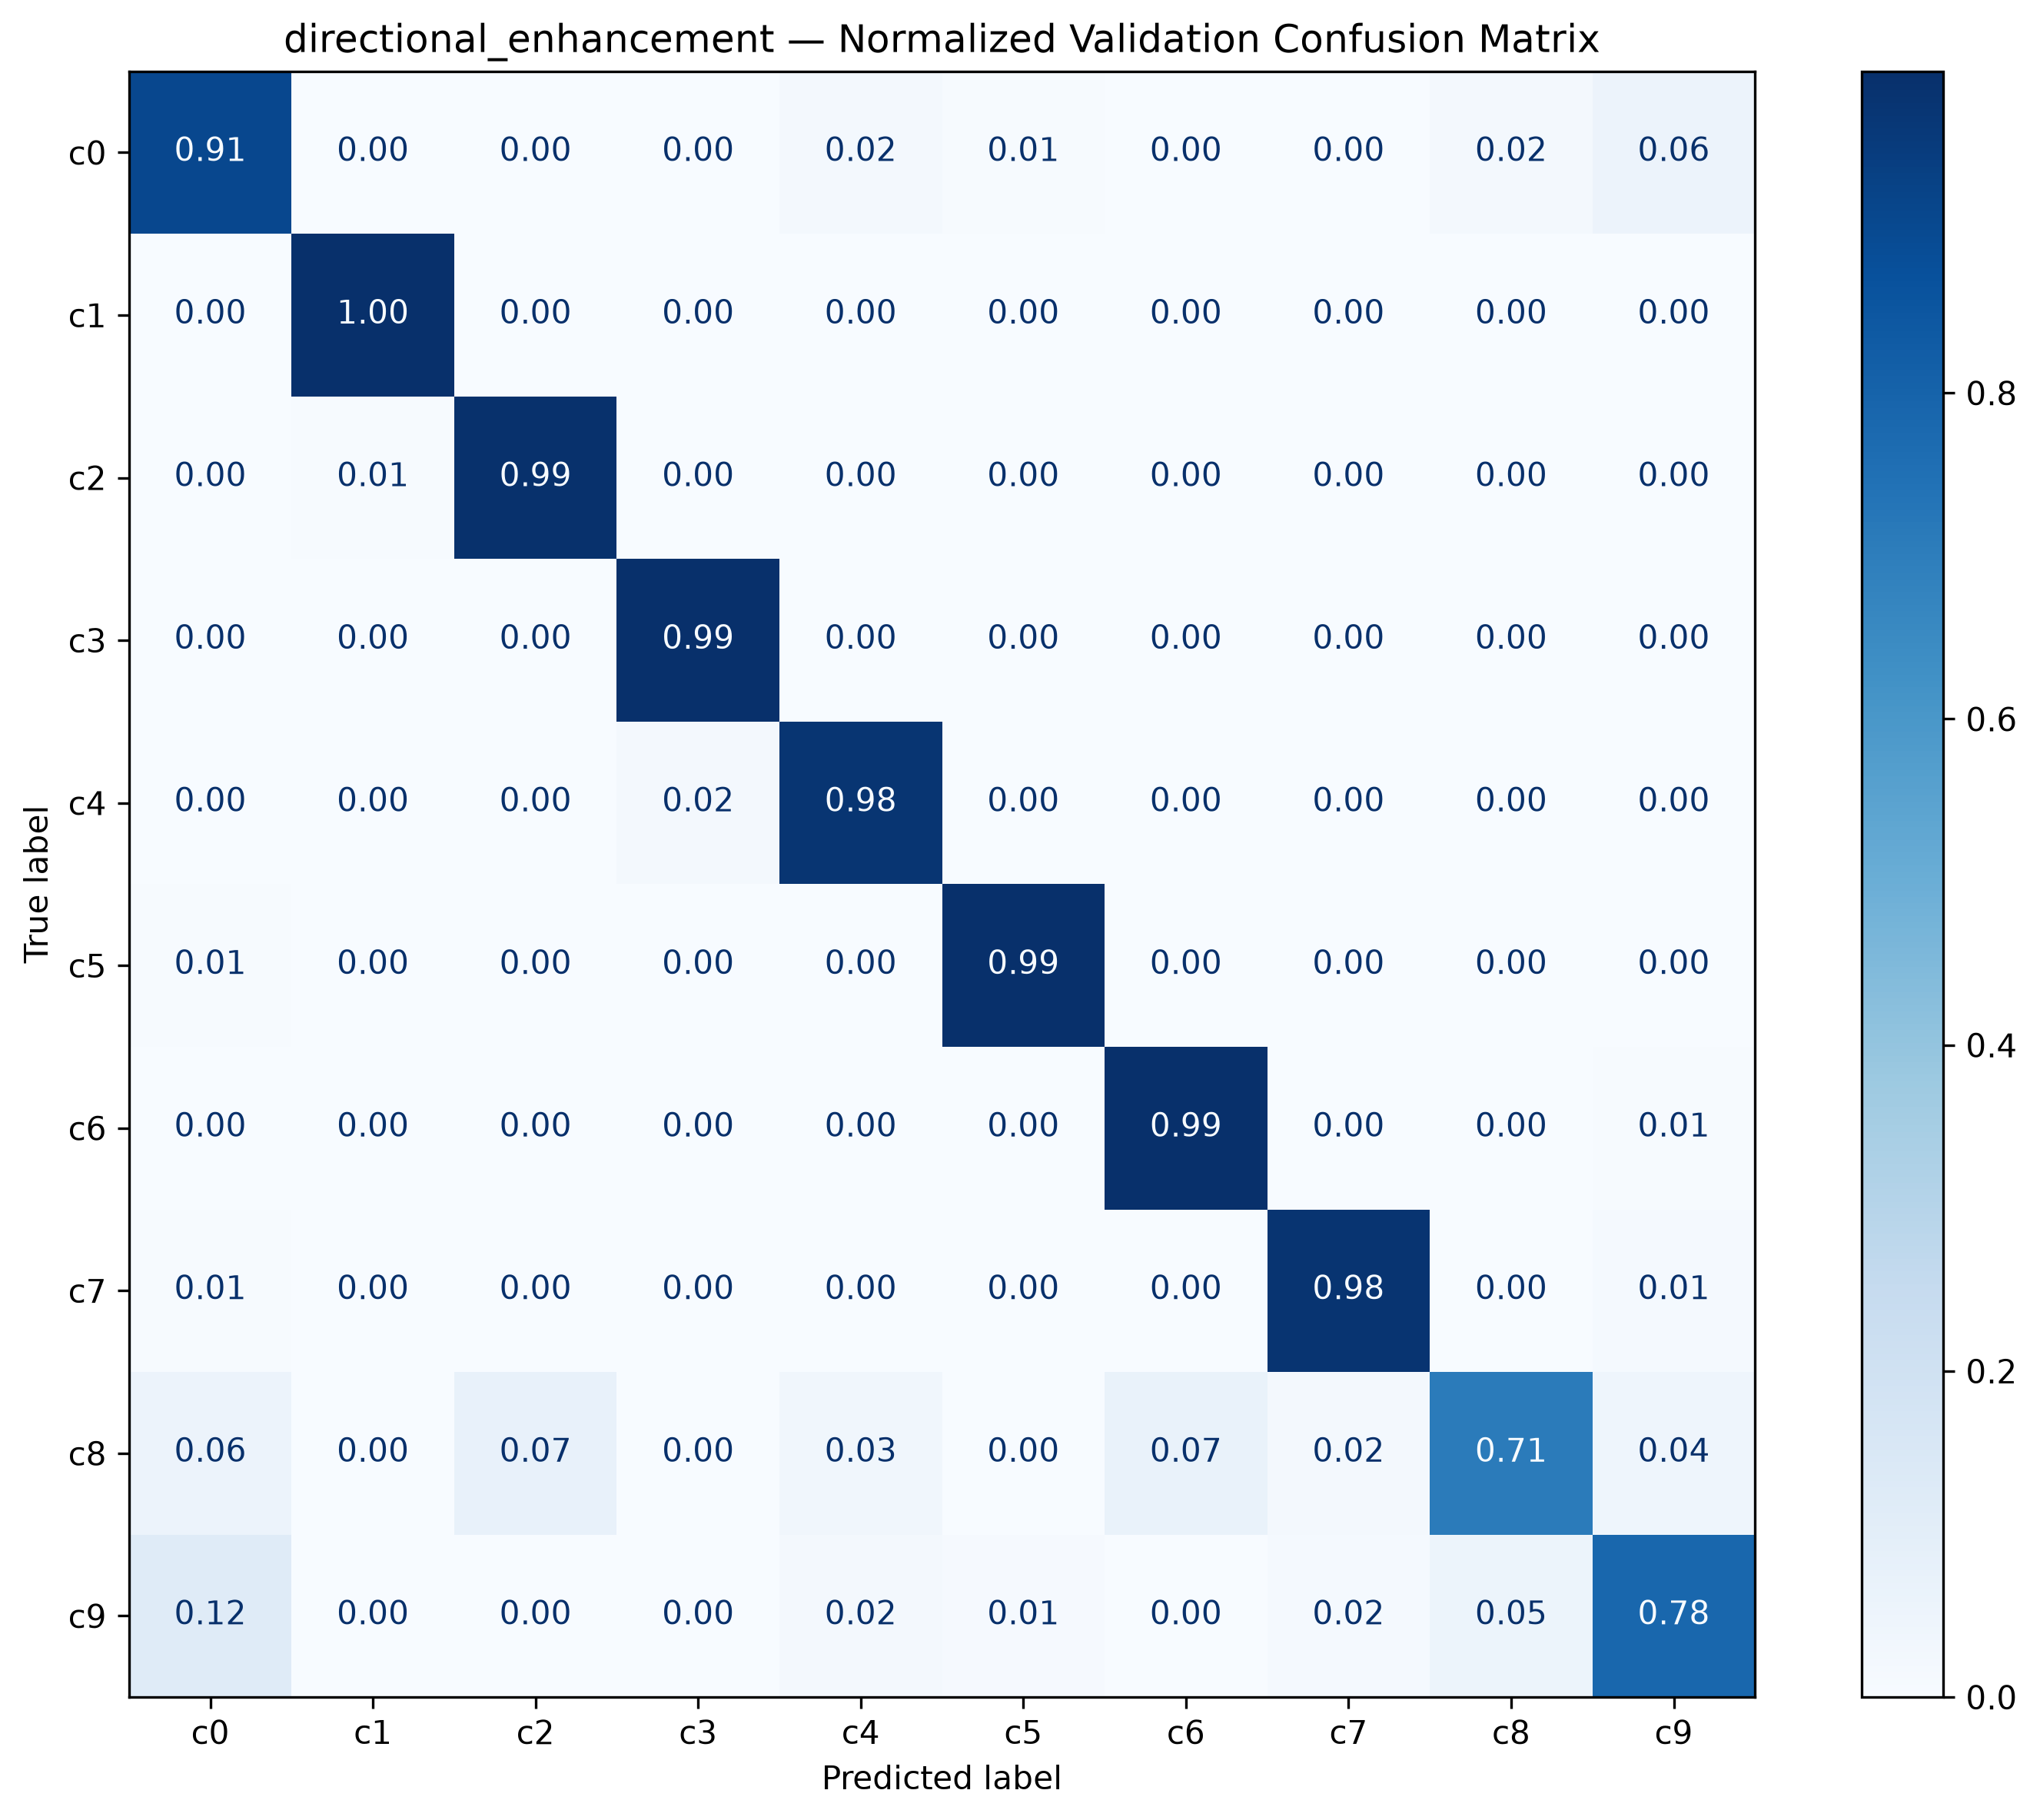 directional_enhancement — Normalized Validation Confusion Matrix
c0 0.91 0.00 0.00 0.00 0.02 0.01 0.00 0.00 0.02 0.06
c1 0.00 1.00 0.00 0.00 0.00 0.00 0.00 0.00 0.00 0.00
c2 0.00 0.01 0.99 0.00 0.00 0.00 0.00 0.00 0.00 0.00
c3 0.00 0.00 0.00 0.99 0.00 0.00 0.00 0.00 0.00 0.00
c4 0.00 0.00 0.00 0.02 0.98 0.00 0.00 0.00 0.00 0.00
c5 0.01 0.00 0.00 0.00 0.00 0.99 0.00 0.00 0.00 0.00
c6 0.00 0.00 0.00 0.00 0.00 0.00 0.99 0.00 0.00 0.01
c7 0.01 0.00 0.00 0.00 0.00 0.00 0.00 0.98 0.00 0.01
c8 0.06 0.00 0.07 0.00 0.03 0.00 0.07 0.02 0.71 0.04
c9 0.12 0.00 0.00 0.00 0.02 0.01 0.00 0.02 0.05 0.78
c0 c1 c2 c3 c4 c5 c6 c7 c8 c9
Predicted label
True label
0.8
0.6
0.4
0.2
0.0